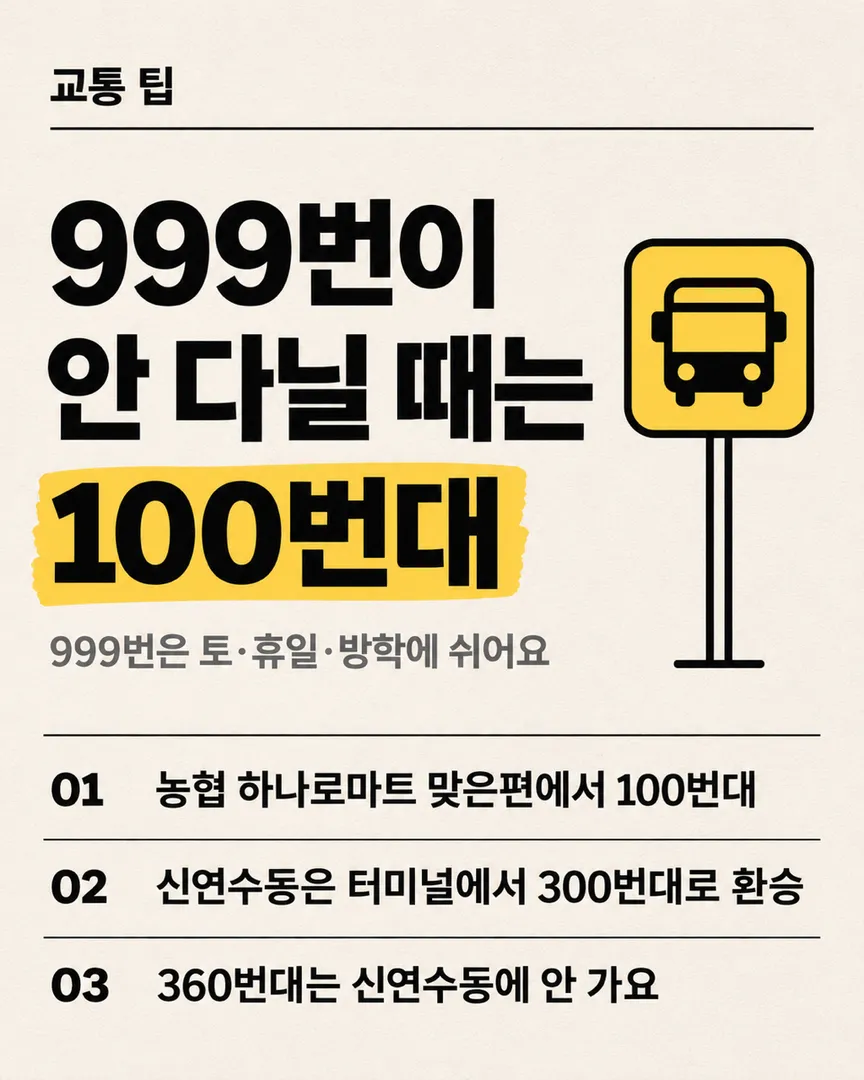 교통 팁
999번이
안 다닐 때는
100번대
999번은 토·휴일·방학에 쉬어요
01 농협 하나로마트 맞은편에서 100번대
02 신연수동은 터미널에서 300번대로 환승
03 360번대는 신연수동에 안 가요